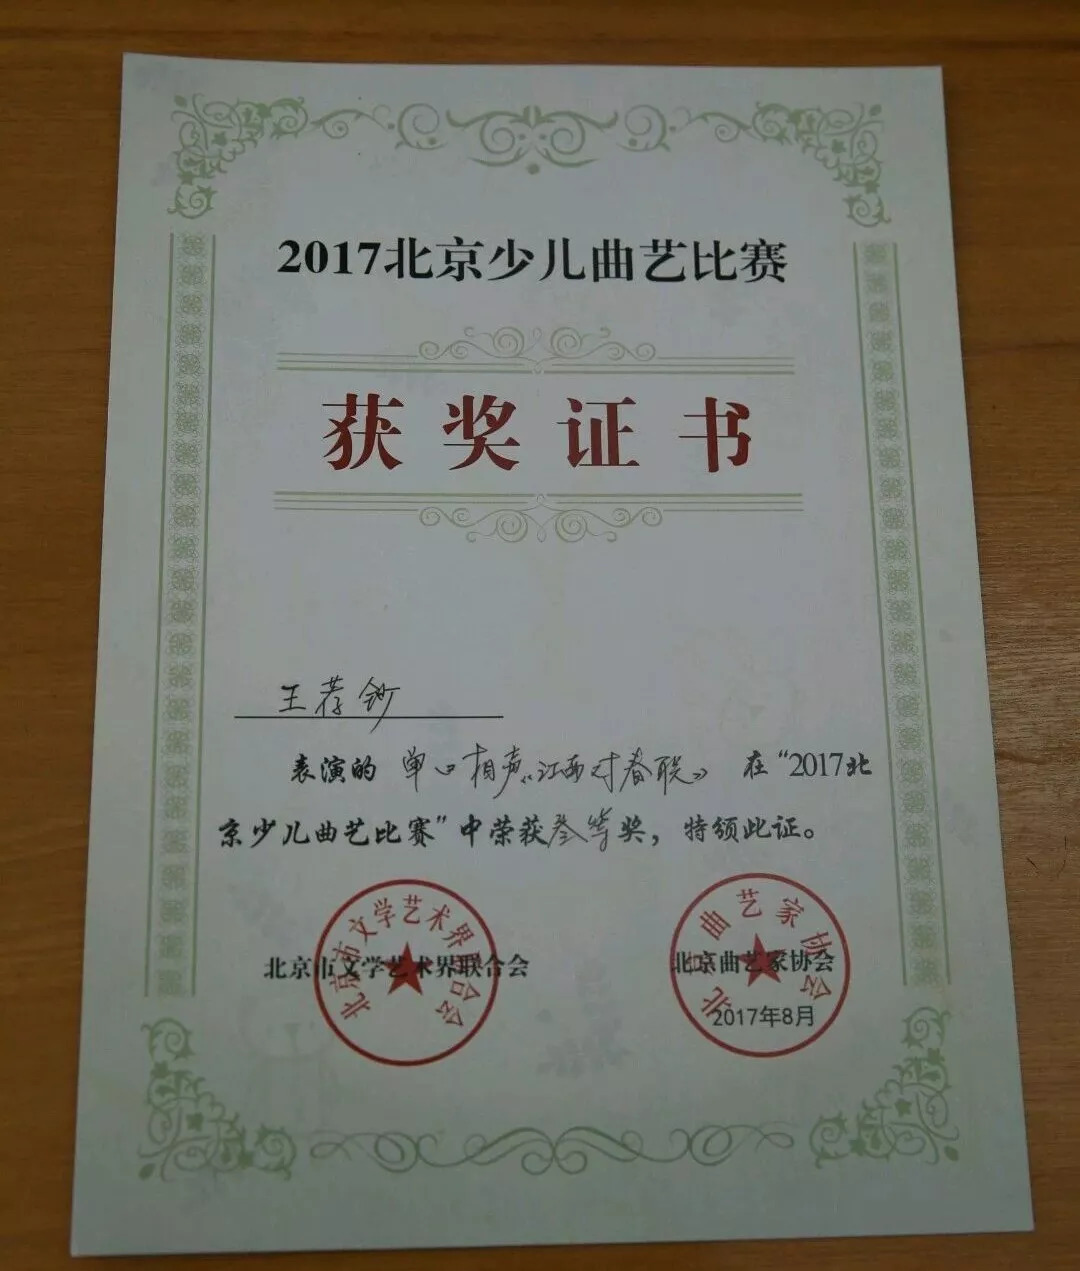 2017北京少儿曲艺比赛
获奖证书
王荐钞
表演的 单口相声《江西对春联》 在“2017北
京少儿曲艺比赛”中荣获叁等奖，特颁此证。
北京市文学艺术界联合会
北京市文学艺术界联合会
北京曲艺家协会
北京曲艺家协会
2017年8月